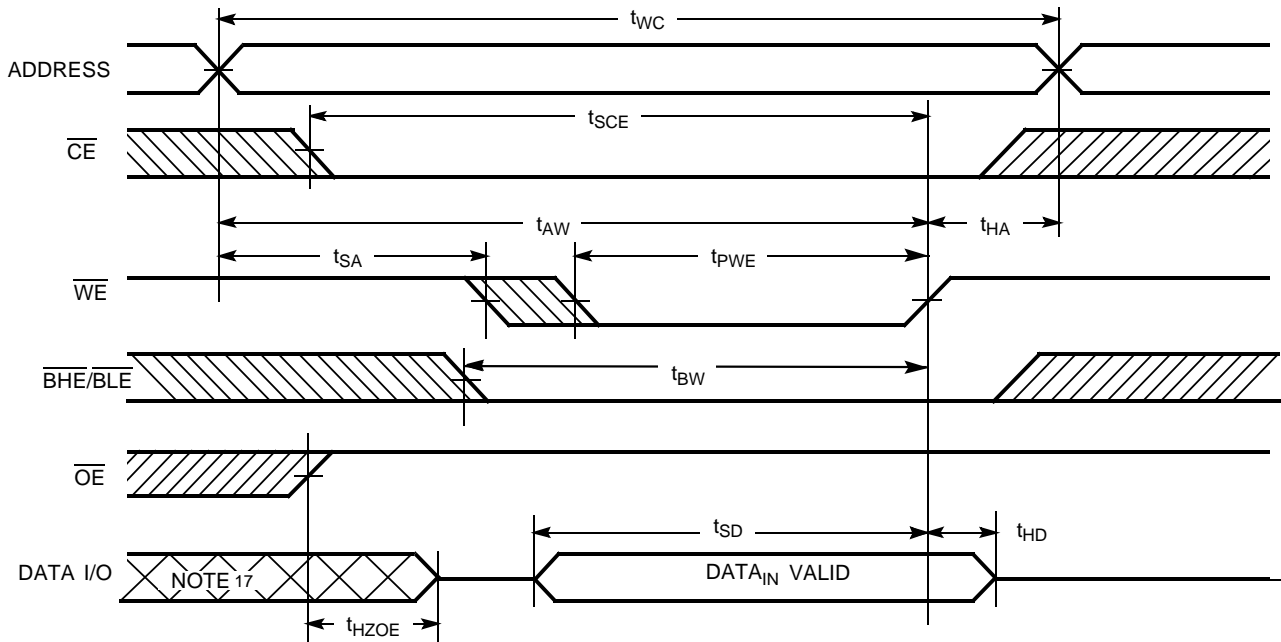 tWC
ADDRESS
tSCE
CE
tAW
tHA
tSA
tPWE
WE
BHE/BLE
tBW
OE
tSD
tHD
DATA I/O
NOTE 17
DATAIN VALID
tHZOE